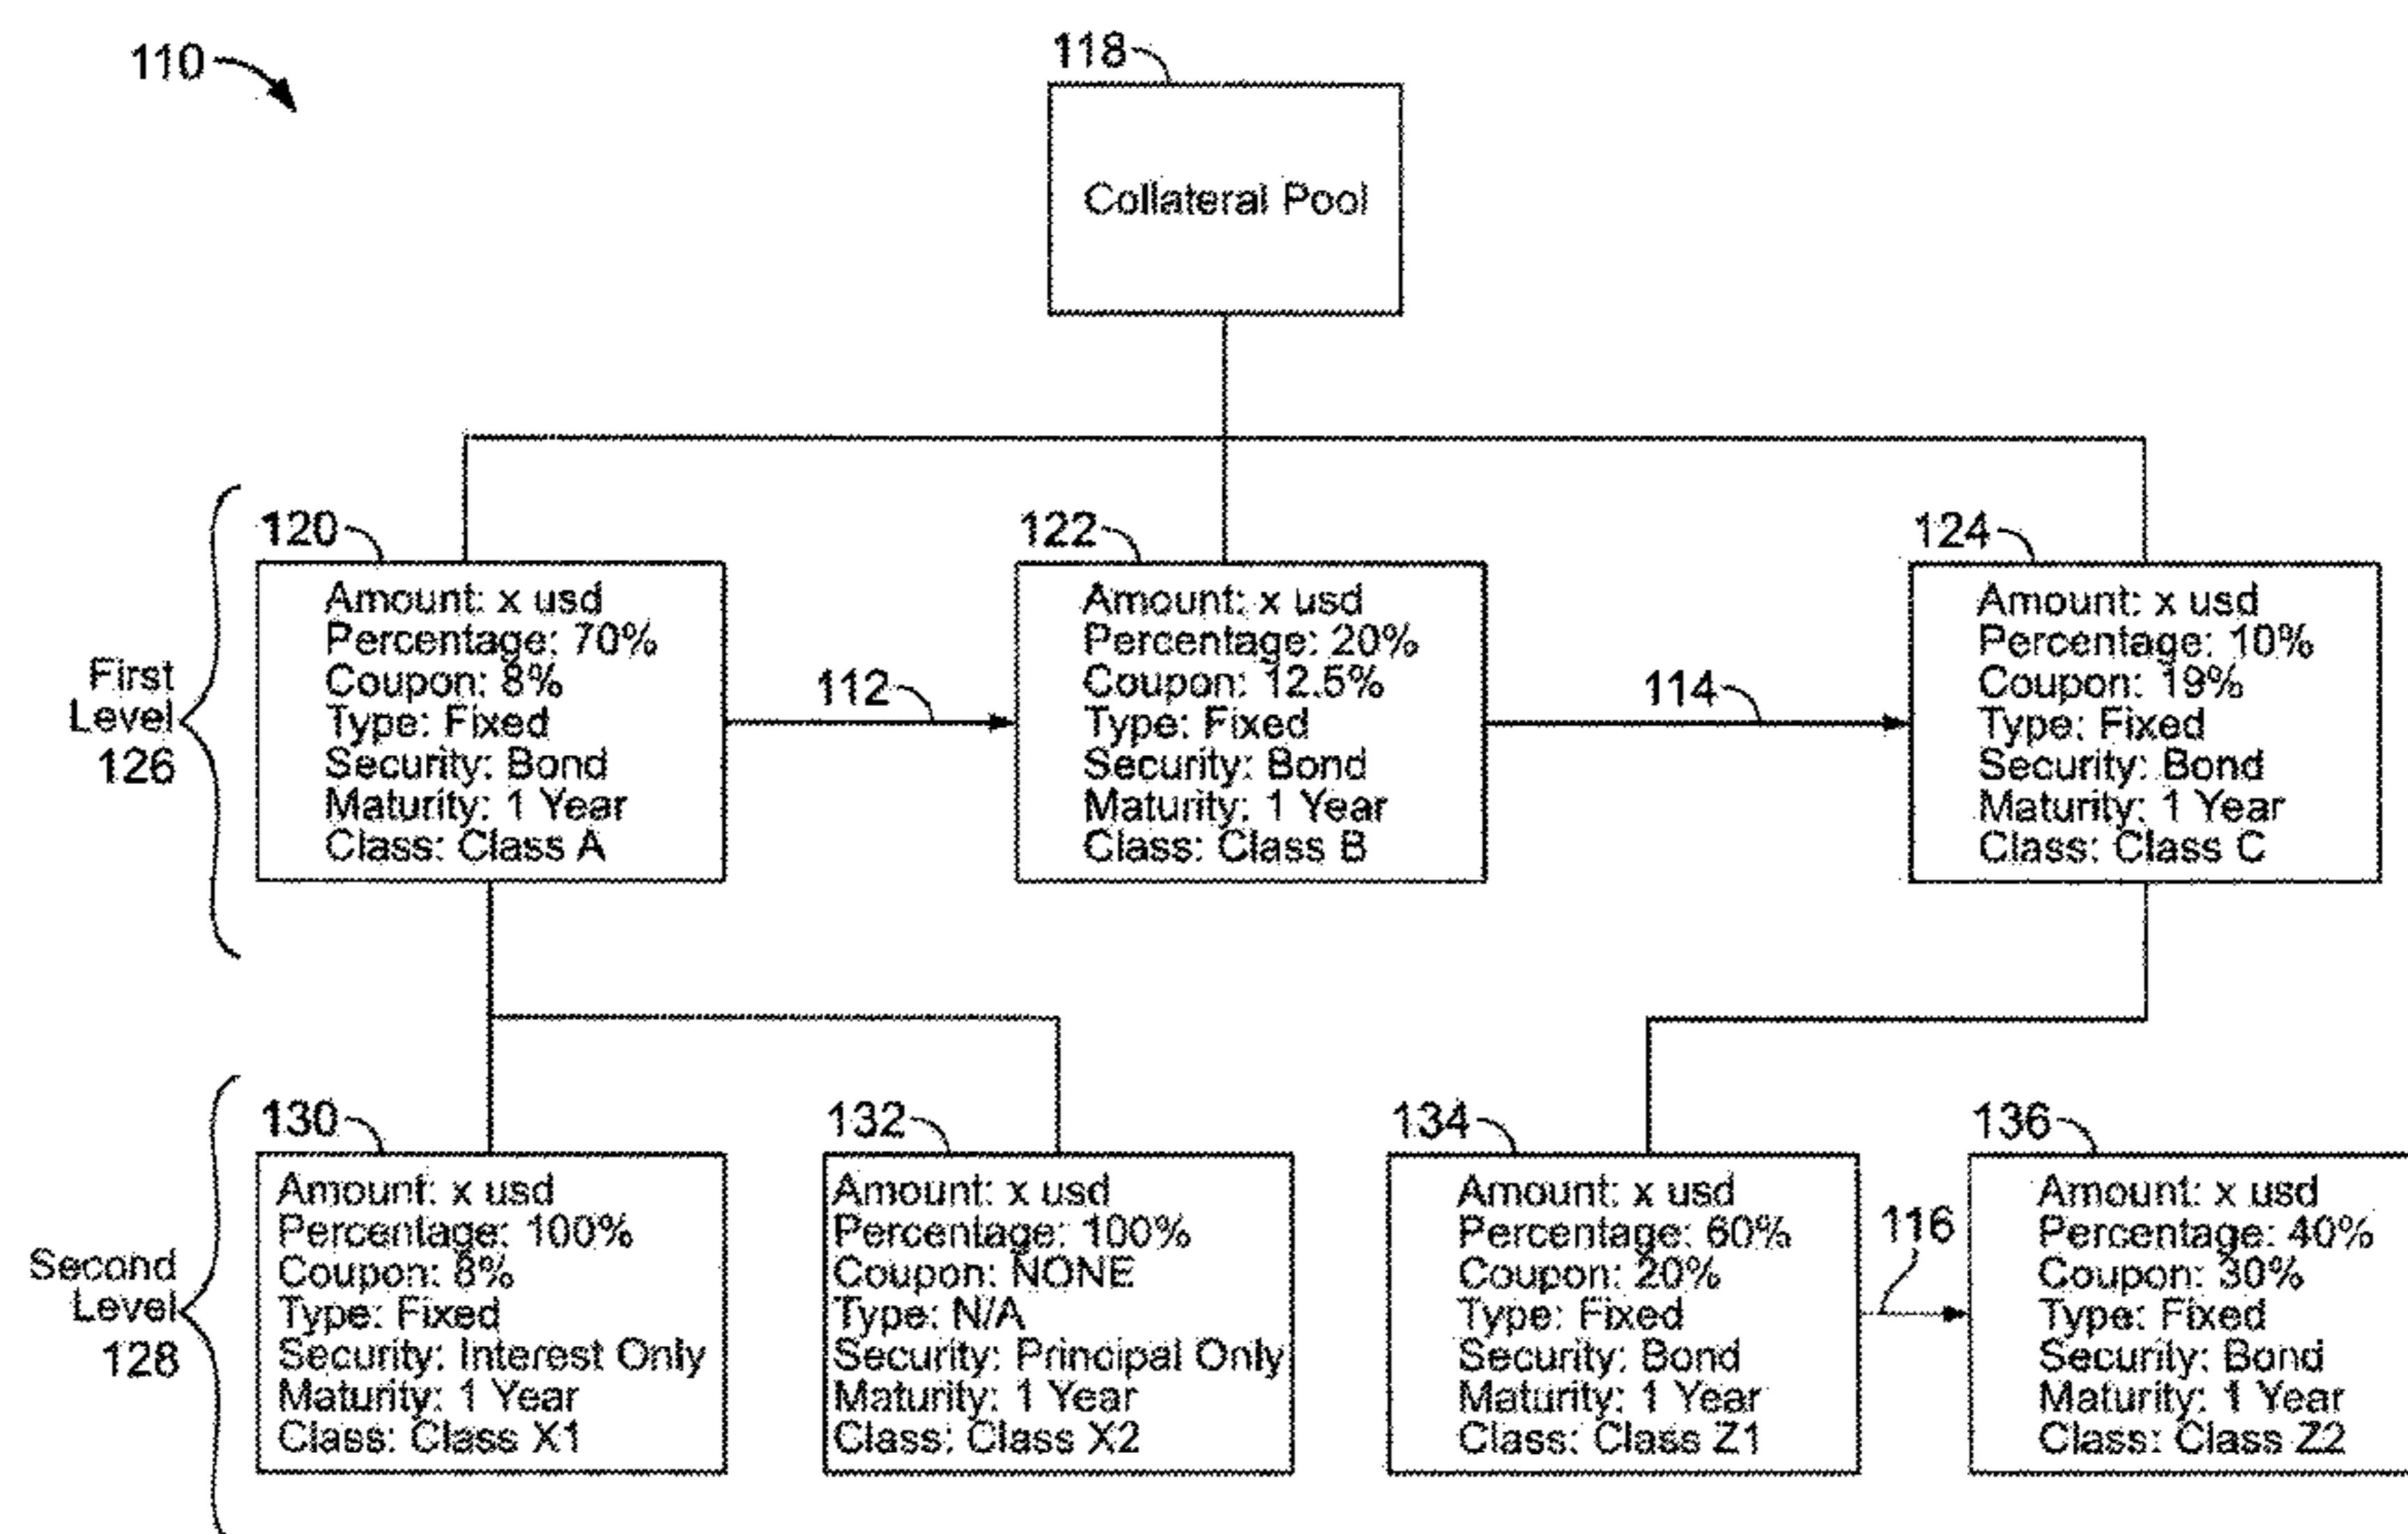 110
118
Collateral Pool
First
Level
126
120
Amount: x usd
Percentage: 70%
Coupon: 8%
Type: Fixed
Security: Bond
Maturity: 1 Year
Class: Class A
112
122
Amount: x usd
Percentage: 20%
Coupon: 12.5%
Type: Fixed
Security: Bond
Maturity: 1 Year
Class: Class B
114
124
Amount: x usd
Percentage: 10%
Coupon: 19%
Type: Fixed
Security: Bond
Maturity: 1 Year
Class: Class C
Second
Level
128
130
Amount: x usd
Percentage: 100%
Coupon: 8%
Type: Fixed
Security: Interest Only
Maturity: 1 Year
Class: Class X1
132
Amount: x usd
Percentage: 100%
Coupon: NONE
Type: N/A
Security: Principal Only
Maturity: 1 Year
Class: Class X2
134
Amount: x usd
Percentage: 60%
Coupon: 20%
Type: Fixed
Security: Bond
Maturity: 1 Year
Class: Class Z1
116
136
Amount: x usd
Percentage: 40%
Coupon: 30%
Type: Fixed
Security: Bond
Maturity: 1 Year
Class: Class Z2